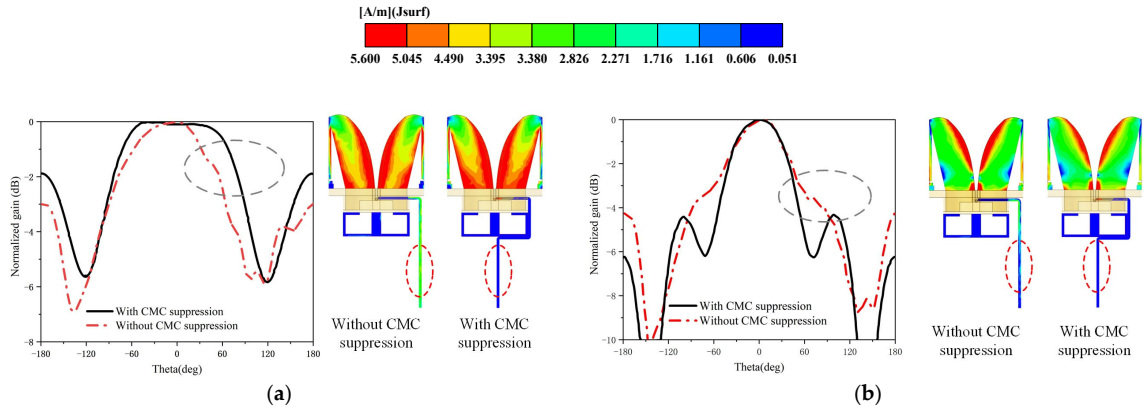 [A/m](Jsurf)
5.600 5.045 4.490 3.395 3.380 2.826 2.271 1.716 1.161 0.606 0.051
0
-2
-4
-6
-8
Normalized gain (dB)
With CMC suppression
Without CMC suppression
-180 -120 -60 0 60 120 180
Theta(deg)
Without CMC
suppression
With CMC
suppression
(a)
0
-2
-4
-6
-8
-10
Normalized gain (dB)
With CMC suppression
Without CMC suppression
-180 -120 -60 0 60 120 180
Theta(deg)
Without CMC
suppression
With CMC
suppression
(b)